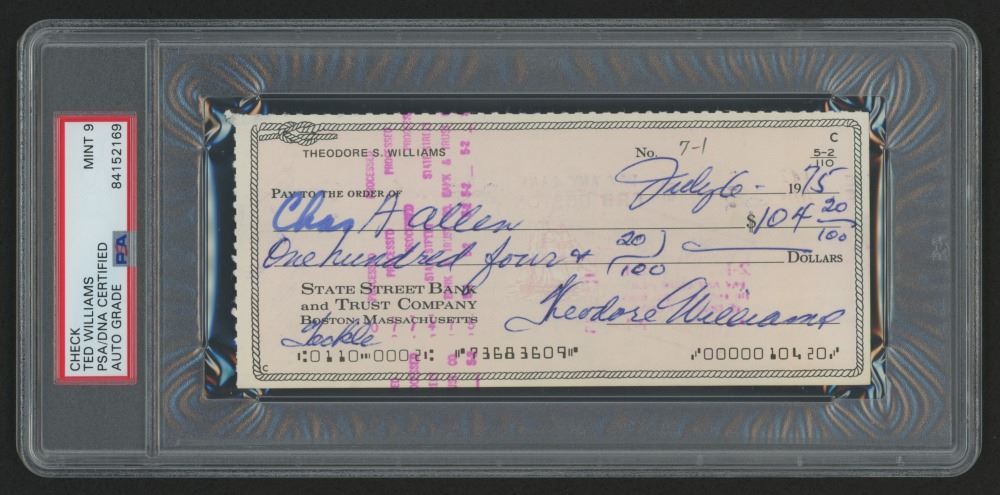 CHECK
TED WILLIAMS
PSA/DNA CERTIFIED
AUTO GRADE
MINT 9
84152169
PSA
THEODORE S. WILLIAMS
No. 7-1
C
5-2
110
July 6 - 1975
PAY TO THE ORDER OF
Chas A Allen $104 20/100
One hundred four & 20/100 DOLLARS
STATE STREET BANK
and TRUST COMPANY
BOSTON, MASSACHUSETTS
Theodore Williams
Tackle
⑆0110⑉0002⑆ ⑈73683609⑈ ⑇0000010420⑇
C